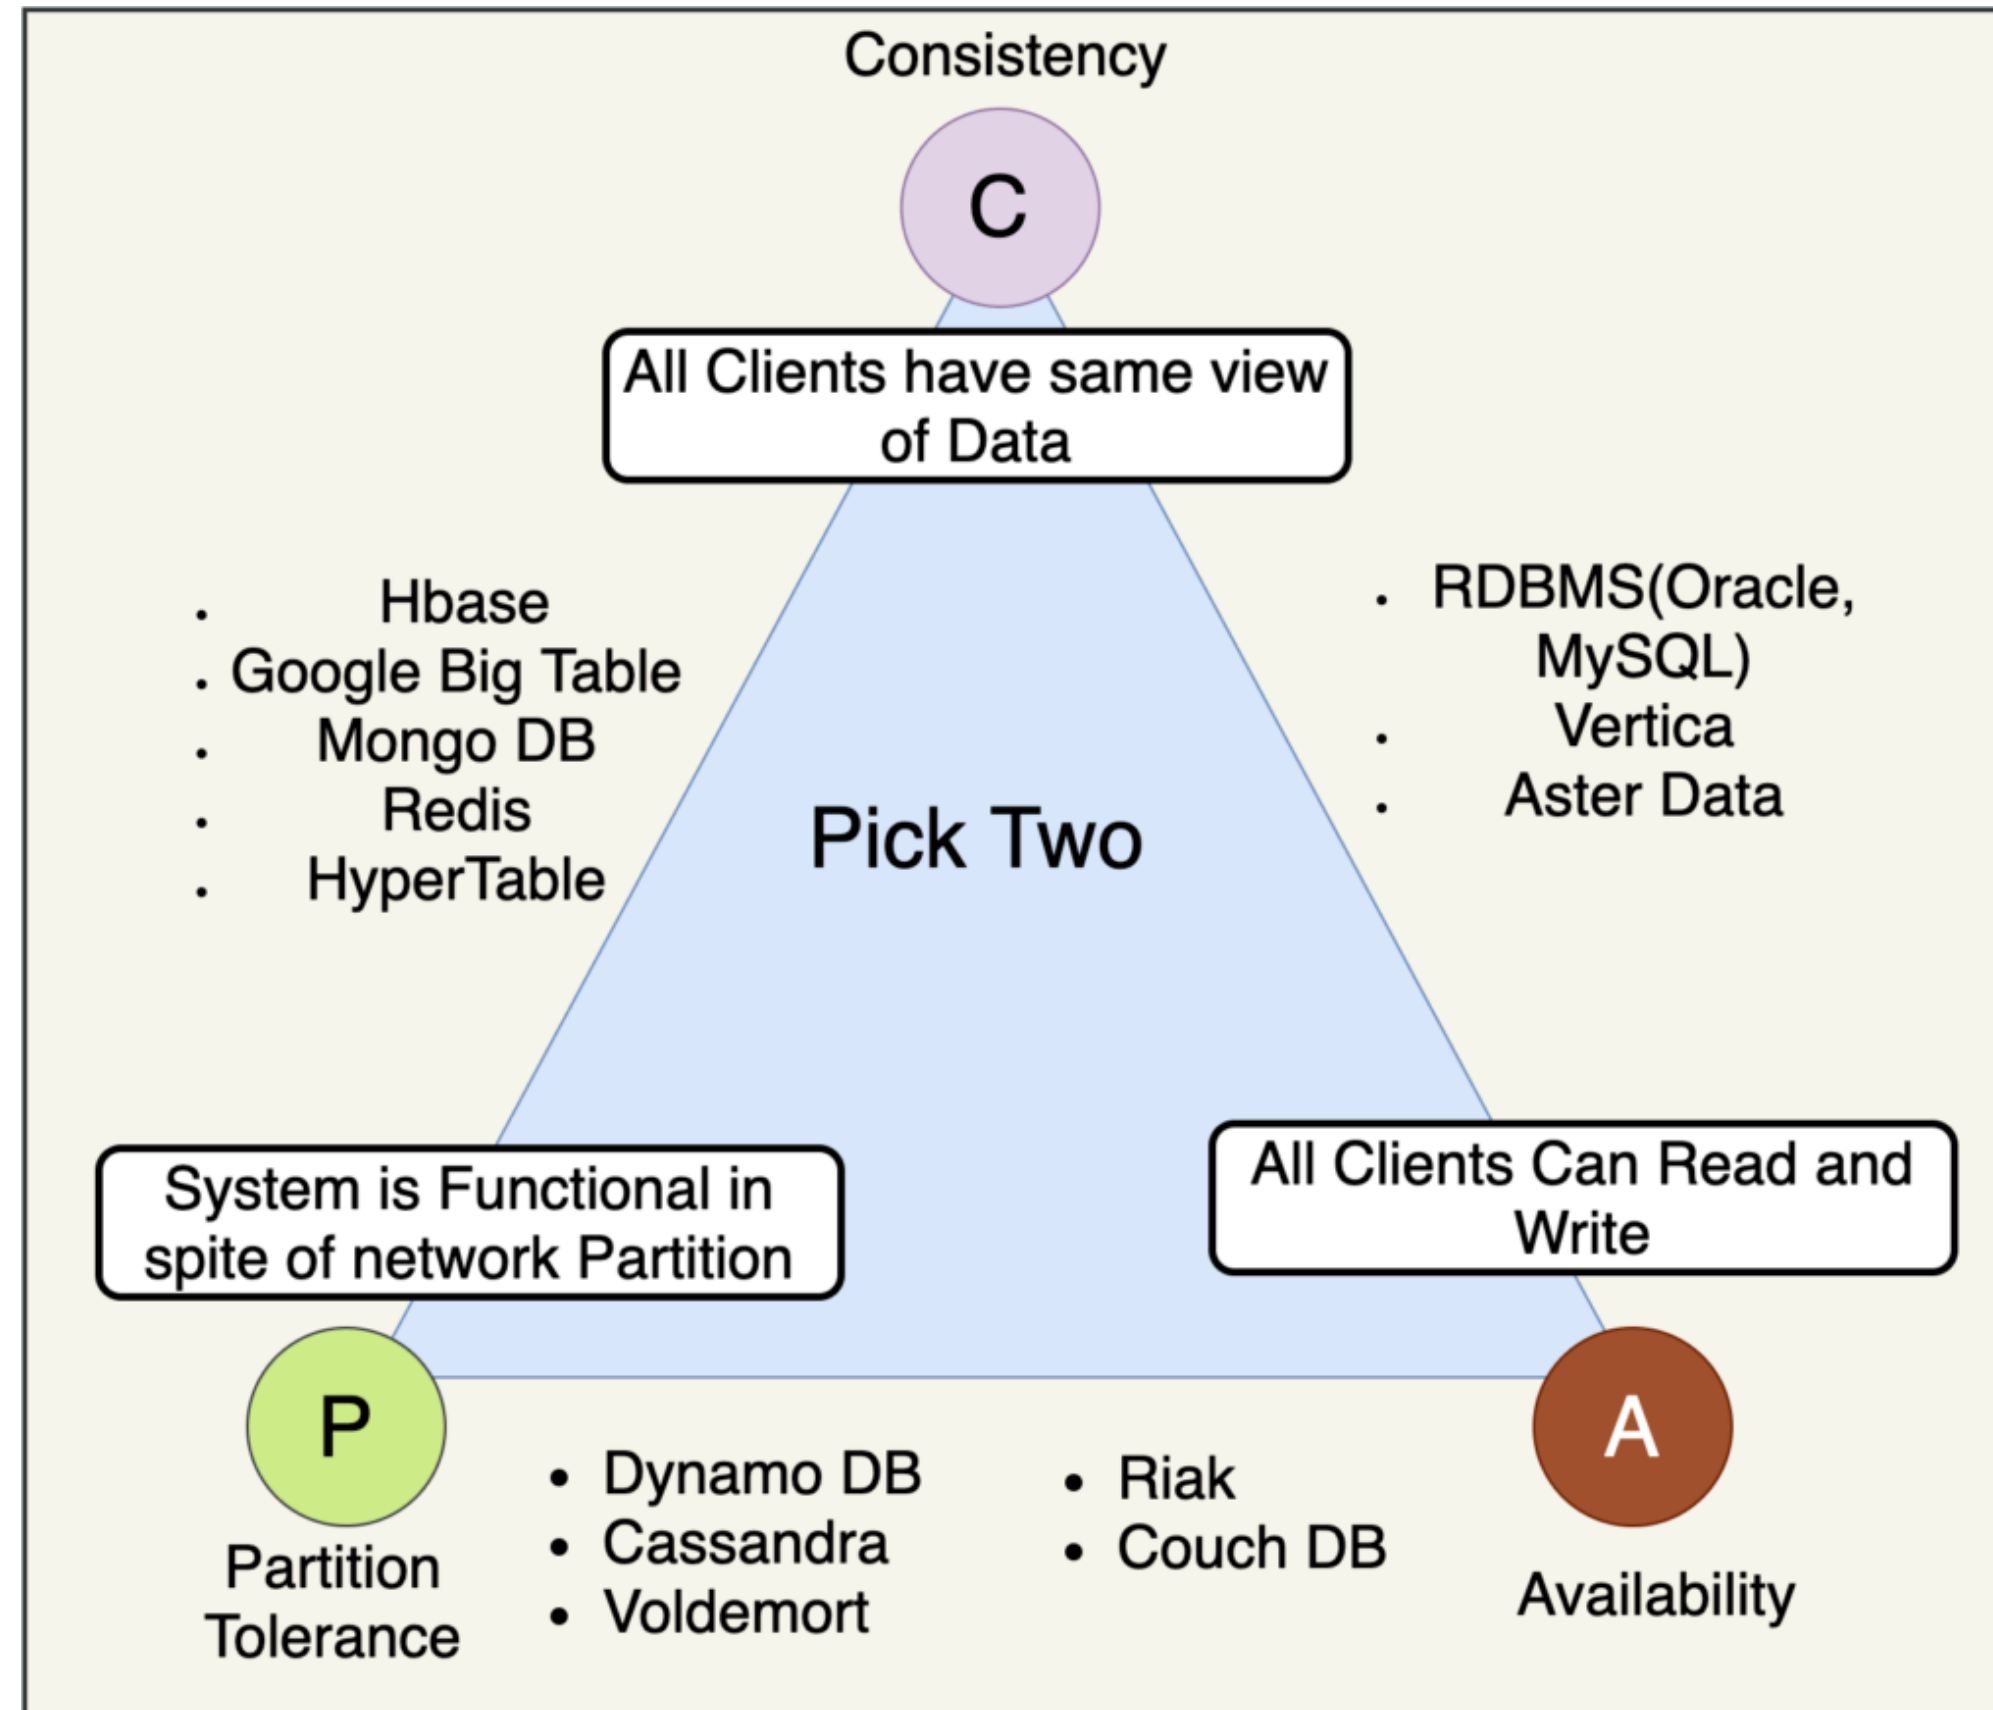 Consistency
C
All Clients have same view
of Data
. Hbase
. Google Big Table
. Mongo DB
. Redis
. HyperTable
. RDBMS(Oracle,
MySQL)
. Vertica
. Aster Data
Pick Two
System is Functional in
spite of network Partition
All Clients Can Read and
Write
P
Partition
Tolerance
• Dynamo DB
• Cassandra
• Voldemort
• Riak
• Couch DB
A
Availability